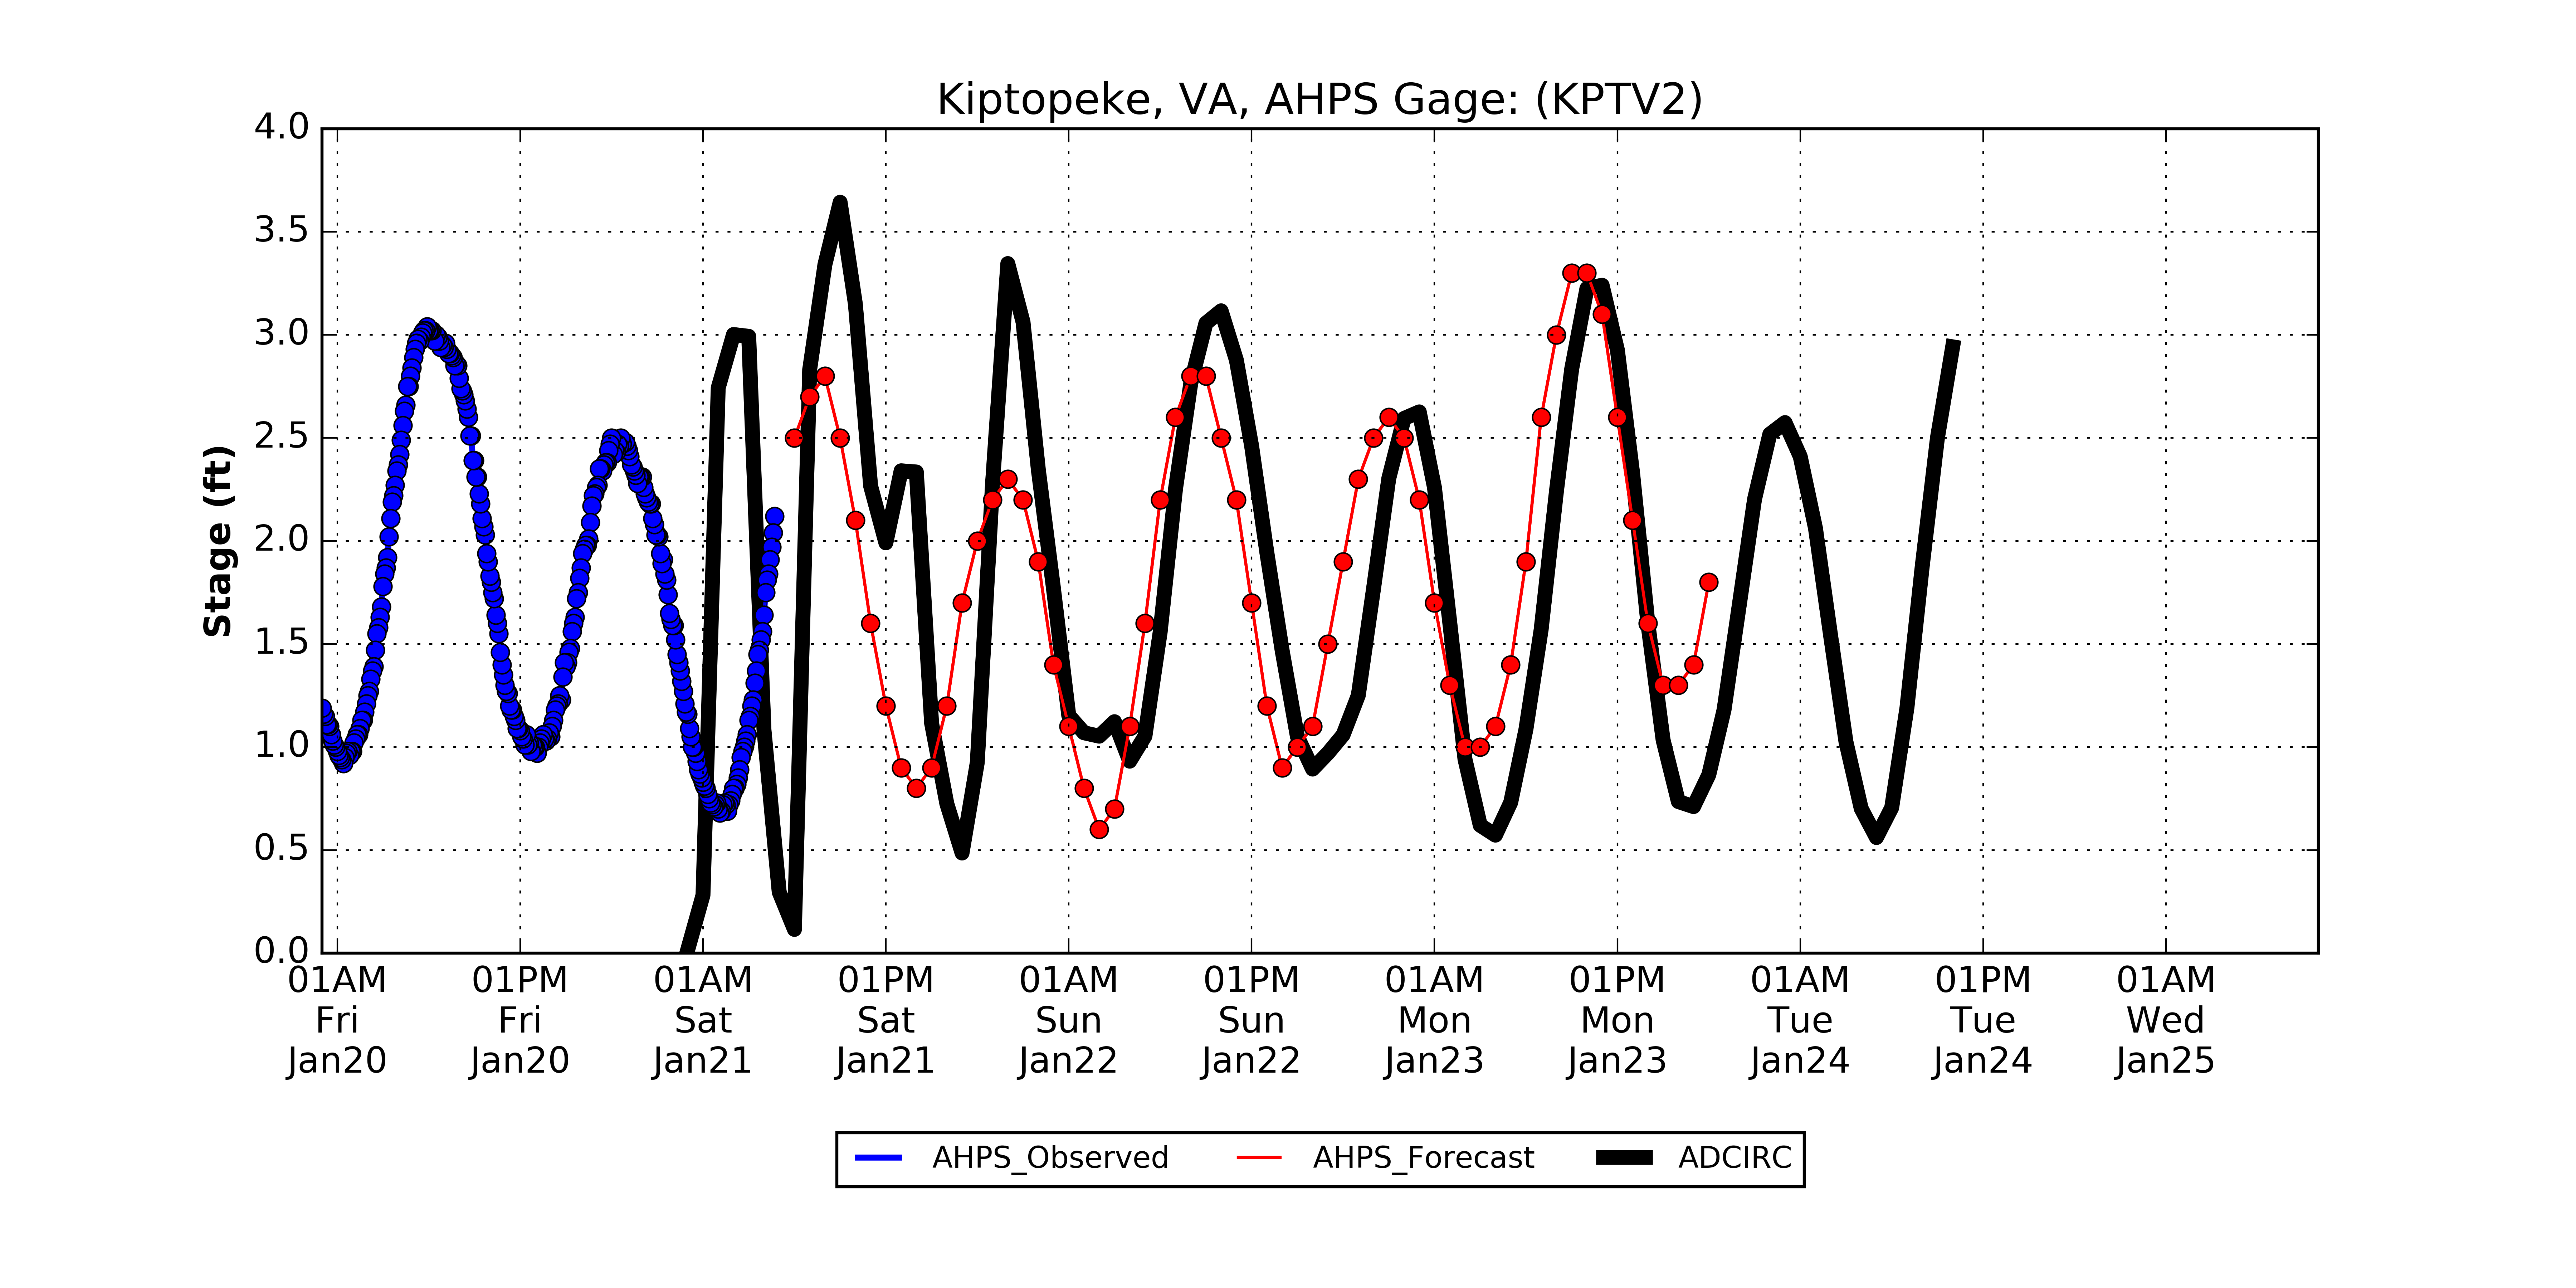 Kiptopeke, VA, AHPS Gage: (KPTV2)
Stage (ft)
4.0
3.5
3.0
2.5
2.0
1.5
1.0
0.5
0.0
01AM 01PM 01AM 01PM 01AM 01PM 01AM 01PM 01AM 01PM 01AM
Fri Fri Sat Sat Sun Sun Mon Mon Tue Tue Wed
Jan20 Jan20 Jan21 Jan21 Jan22 Jan22 Jan23 Jan23 Jan24 Jan24 Jan25
AHPS_Observed AHPS_Forecast ADCIRC